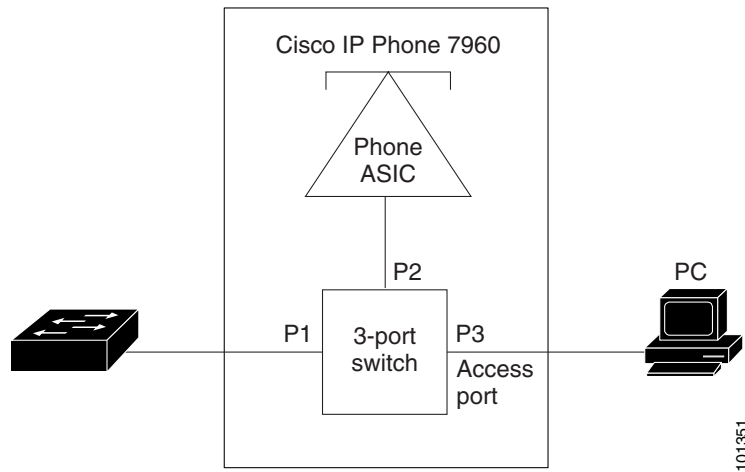 Cisco IP Phone 7960
Phone
ASIC
P2
PC
P1
3-port
switch
P3
Access
port
101351